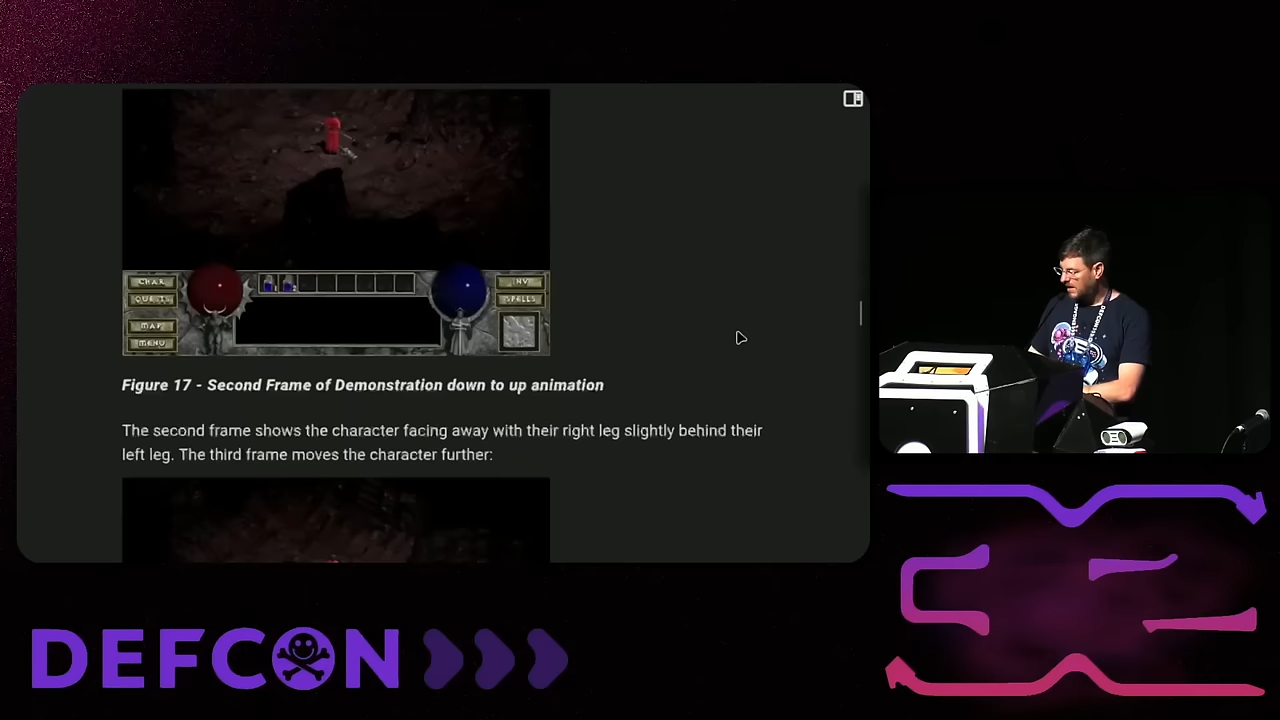 CHAR
QUESTS
MAP
MENU
INV
SPELLS
Figure 17 - Second Frame of Demonstration down to up animation
The second frame shows the character facing away with their right leg slightly behind their
left leg. The third frame moves the character further:
DEFCON